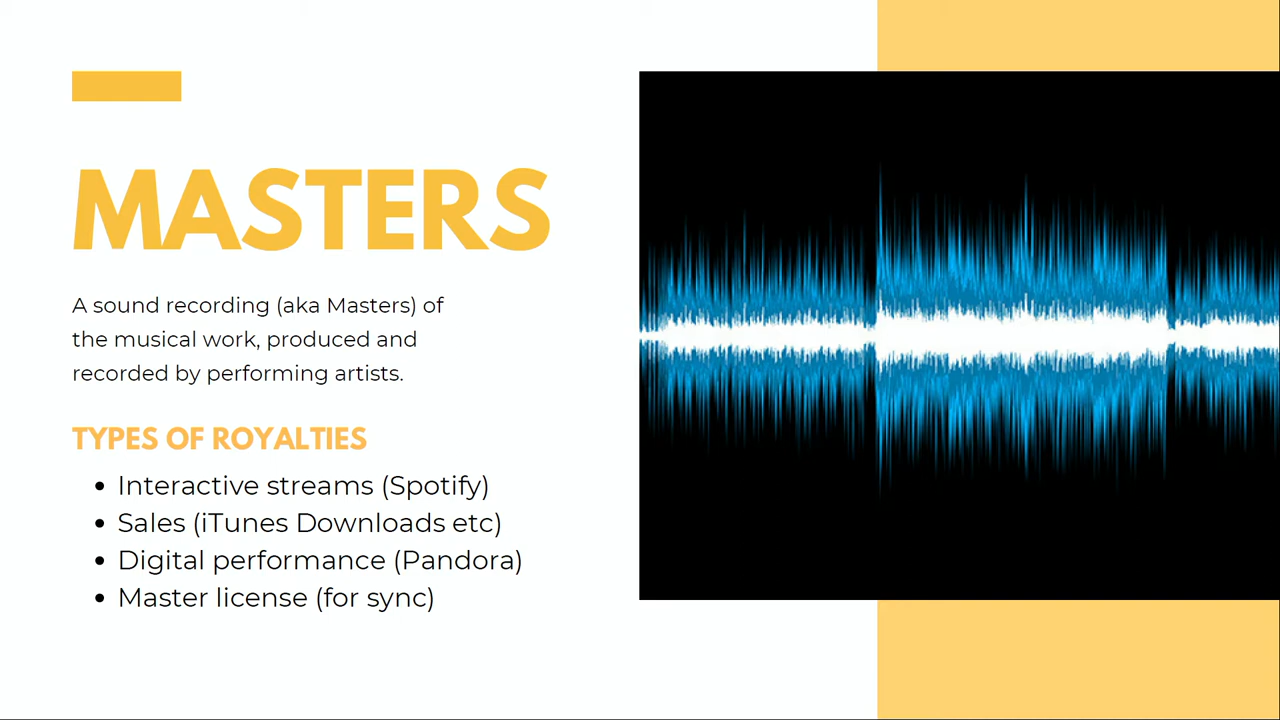 MASTERS
A sound recording (aka Masters) of
the musical work, produced and
recorded by performing artists.
TYPES OF ROYALTIES
• Interactive streams (Spotify)
• Sales (iTunes Downloads etc)
• Digital performance (Pandora)
• Master license (for sync)